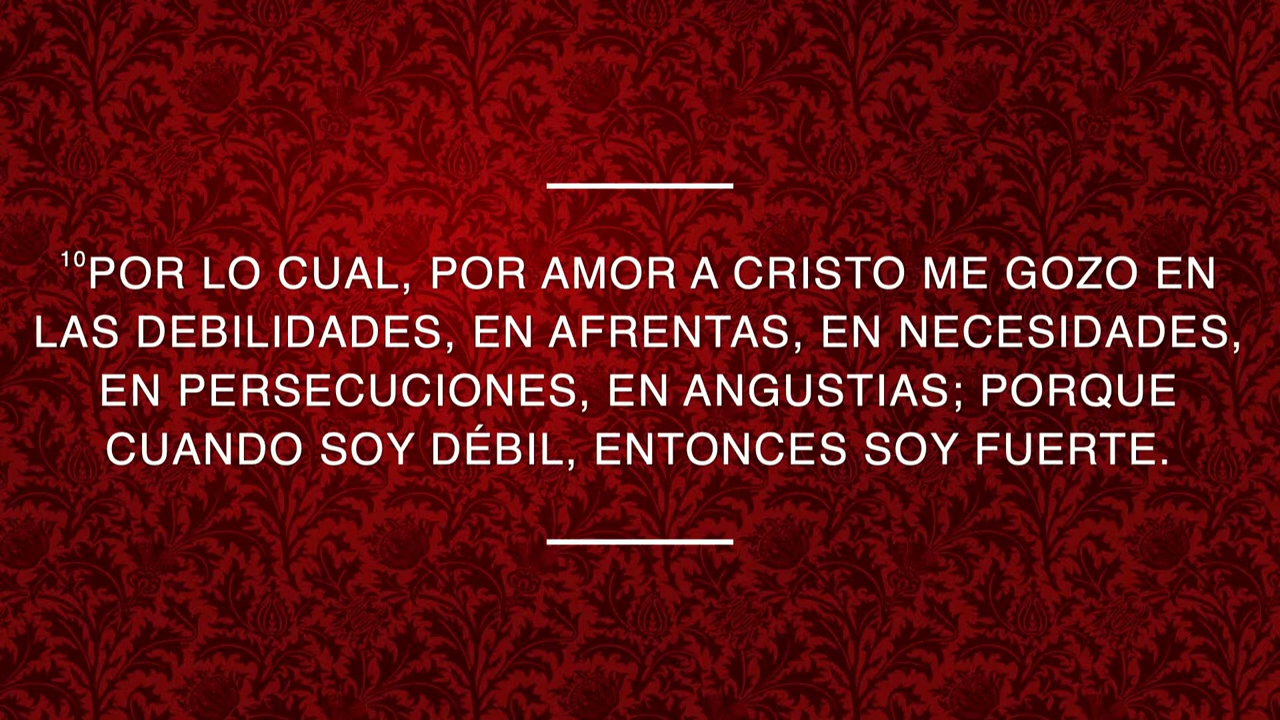 ¹⁰POR LO CUAL, POR AMOR A CRISTO ME GOZO EN
LAS DEBILIDADES, EN AFRENTAS, EN NECESIDADES,
EN PERSECUCIONES, EN ANGUSTIAS; PORQUE
CUANDO SOY DÉBIL, ENTONCES SOY FUERTE.